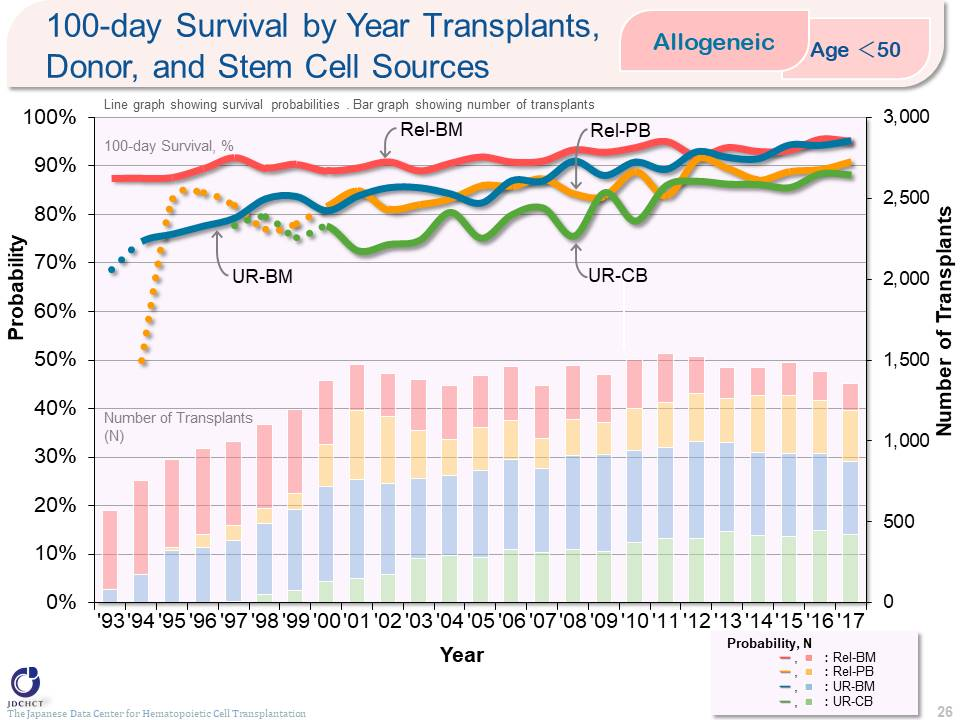 100-day Survival by Year Transplants,
Donor, and Stem Cell Sources
Allogeneic
Age ＜50
Line graph showing survival probabilities . Bar graph showing number of transplants
100%
90%
80%
70%
60%
50%
40%
30%
20%
10%
0%
Probability
100-day Survival, %
Rel-BM
Rel-PB
UR-BM
UR-CB
Number of Transplants
(N)
3,000
2,500
2,000
1,500
1,000
500
0
Number of Transplants
'93 '94 '95 '96 '97 '98 '99 '00 '01 '02 '03 '04 '05 '06 '07 '08 '09 '10 '11 '12 '13 '14 '15 '16 '17
Year
Probability, N
, : Rel-BM
, : Rel-PB
, : UR-BM
, : UR-CB
JDCHCT
The Japanese Data Center for Hematopoietic Cell Transplantation
26